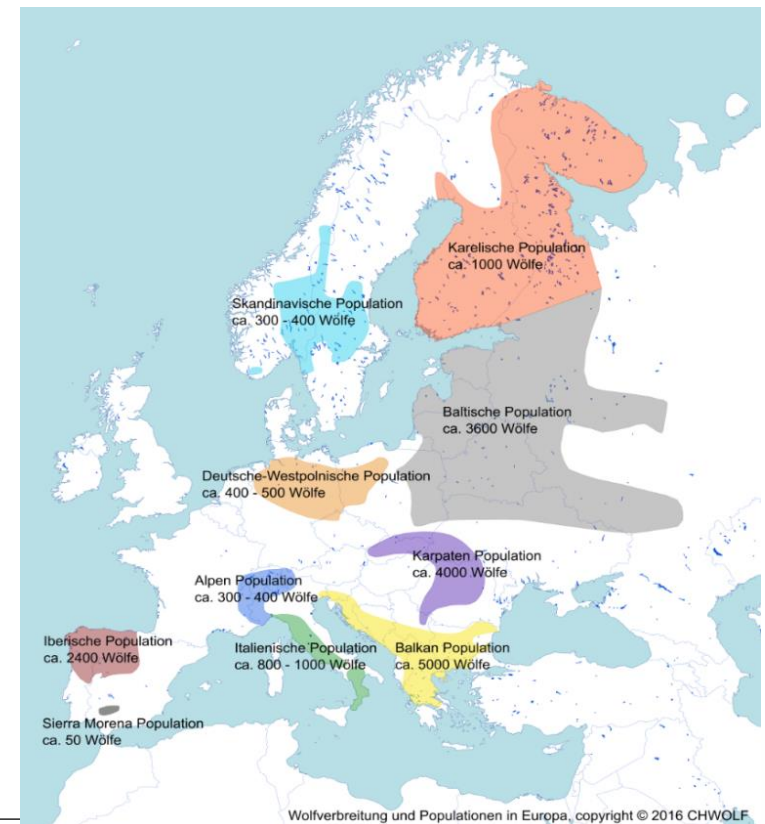 Karelische Population
ca. 1000 Wölfe
Skandinavische Population
ca. 300 - 400 Wölfe
Baltische Population
ca. 3600 Wölfe
Deutsche-Westpolnische Population
ca. 400 - 500 Wölfe
Karpaten Population
ca. 4000 Wölfe
Alpen Population
ca. 300 - 400 Wölfe
Iberische Population
ca. 2400 Wölfe
Italienische Population
ca. 800 - 1000 Wölfe
Balkan Population
ca. 5000 Wölfe
Sierra Morena Population
ca. 50 Wölfe
Wolfverbreitung und Populationen in Europa, copyright © 2016 CHWOLF